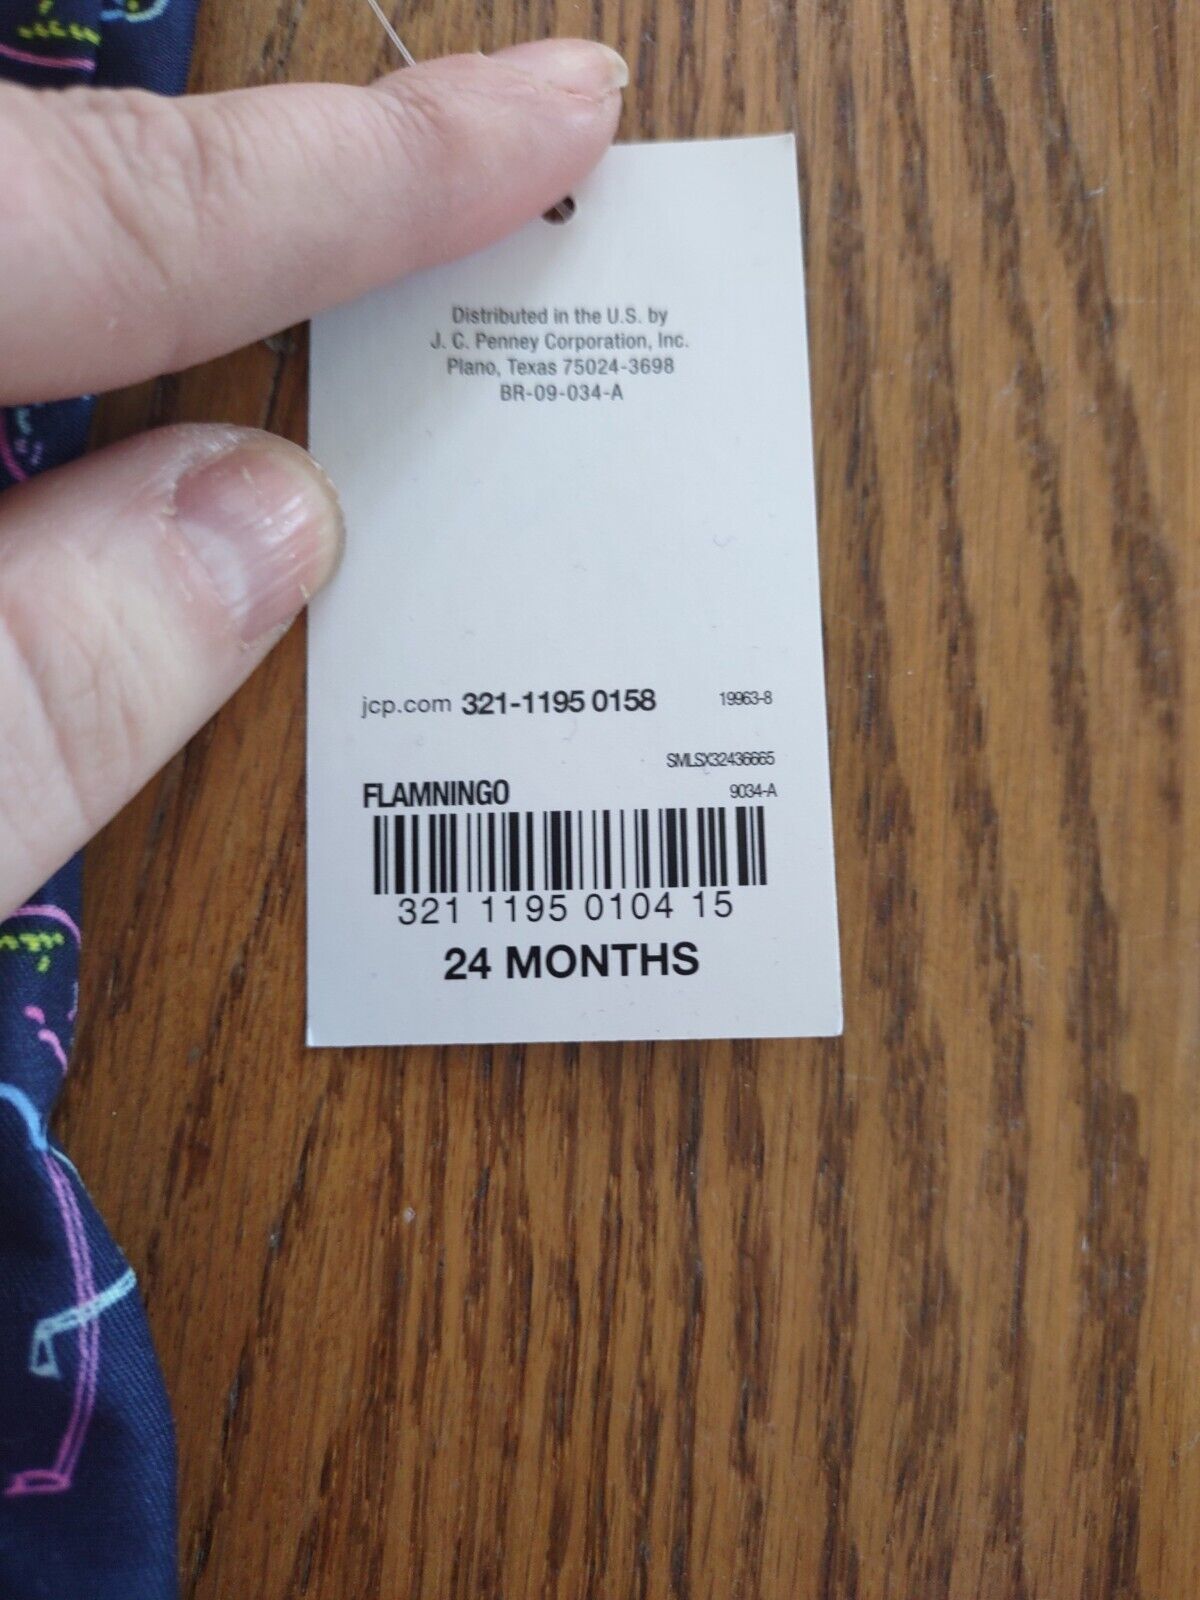 Distributed in the U.S. by
J. C. Penney Corporation, Inc.
Plano, Texas 75024-3698
BR-09-034-A
jcp.com 321-1195 0158 19963-8
SMLSX32436665
FLAMNINGO 9034-A
321 1195 0104 15
24 MONTHS